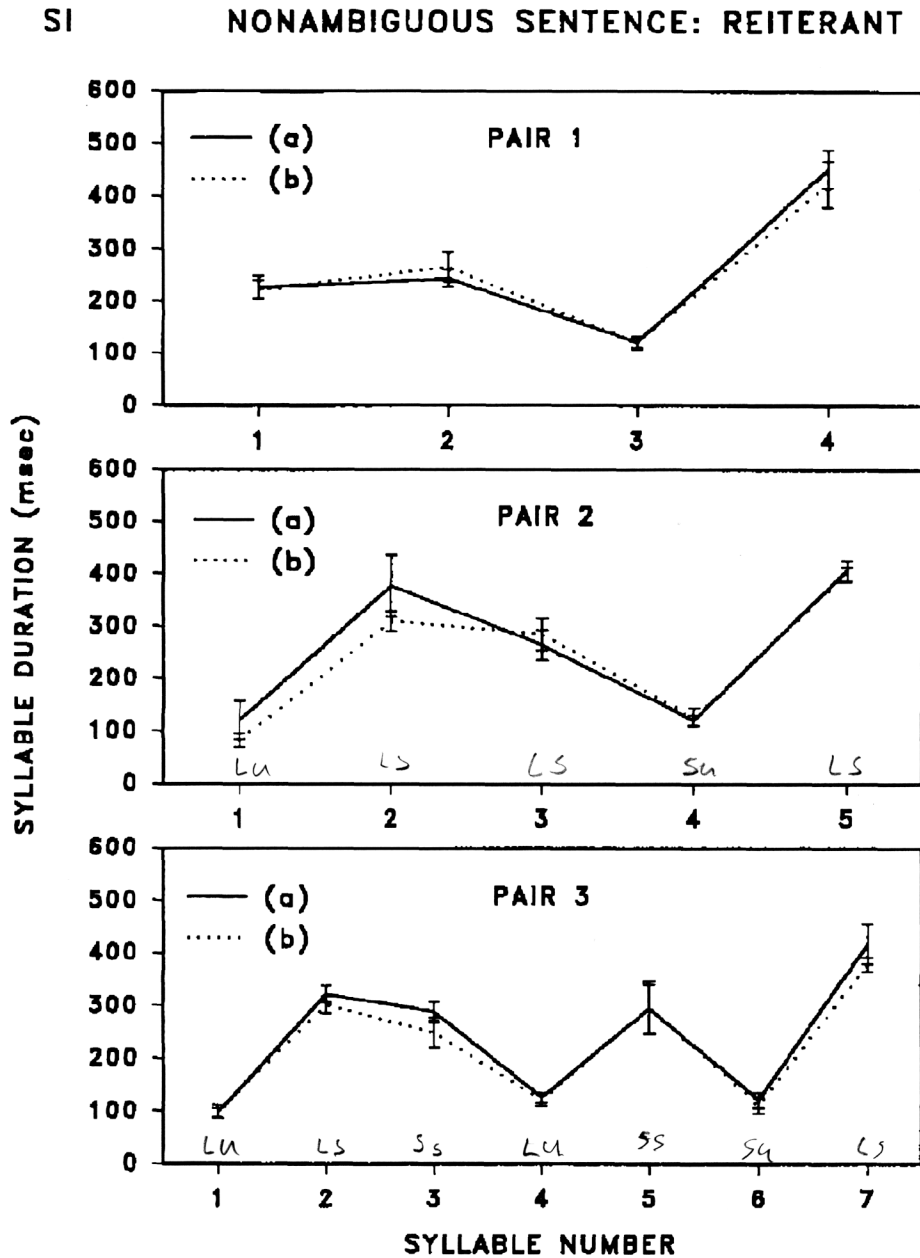 SI NONAMBIGUOUS SENTENCE: REITERANT
SYLLABLE DURATION (msec)
600
500
400
300
200
100
0
(a)
(b)
PAIR 1
1 2 3 4
600
500
400
300
200
100
0
(a)
(b)
PAIR 2
Lu Ls LS Su LS
1 2 3 4 5
600
500
400
300
200
100
0
(a)
(b)
PAIR 3
Lu Ls Ss Lu Ss Su Ls
1 2 3 4 5 6 7
SYLLABLE NUMBER